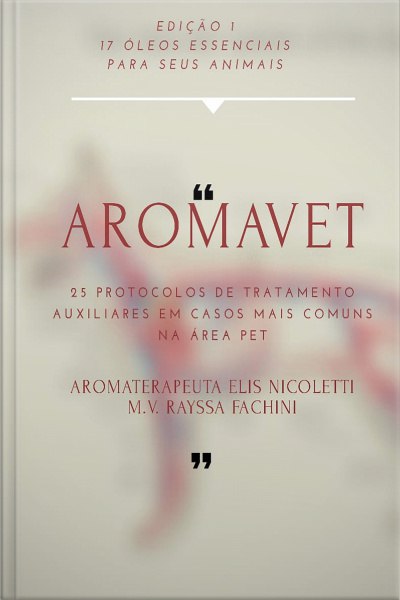 EDIÇÃO 1
17 ÓLEOS ESSENCIAIS
PARA SEUS ANIMAIS
“
AROMAVET
25 PROTOCOLOS DE TRATAMENTO
AUXILIARES EM CASOS MAIS COMUNS
NA ÁREA PET
AROMATERAPEUTA ELIS NICOLETTI
M.V. RAYSSA FACHINI
”